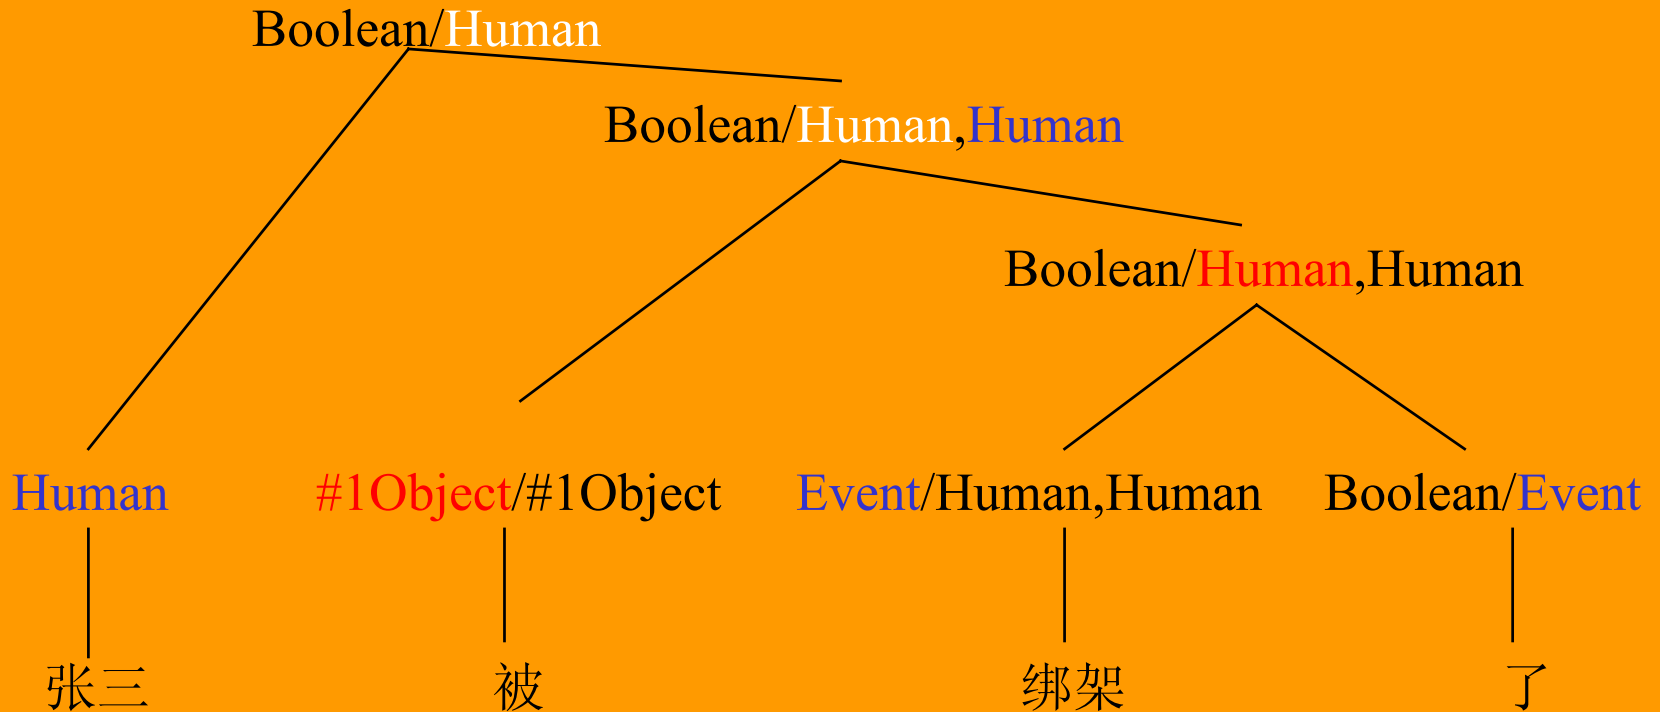 Boolean/Human
Boolean/Human,Human
Boolean/Human,Human
Human #1Object/#1Object Event/Human,Human Boolean/Event
张三 被 绑架 了